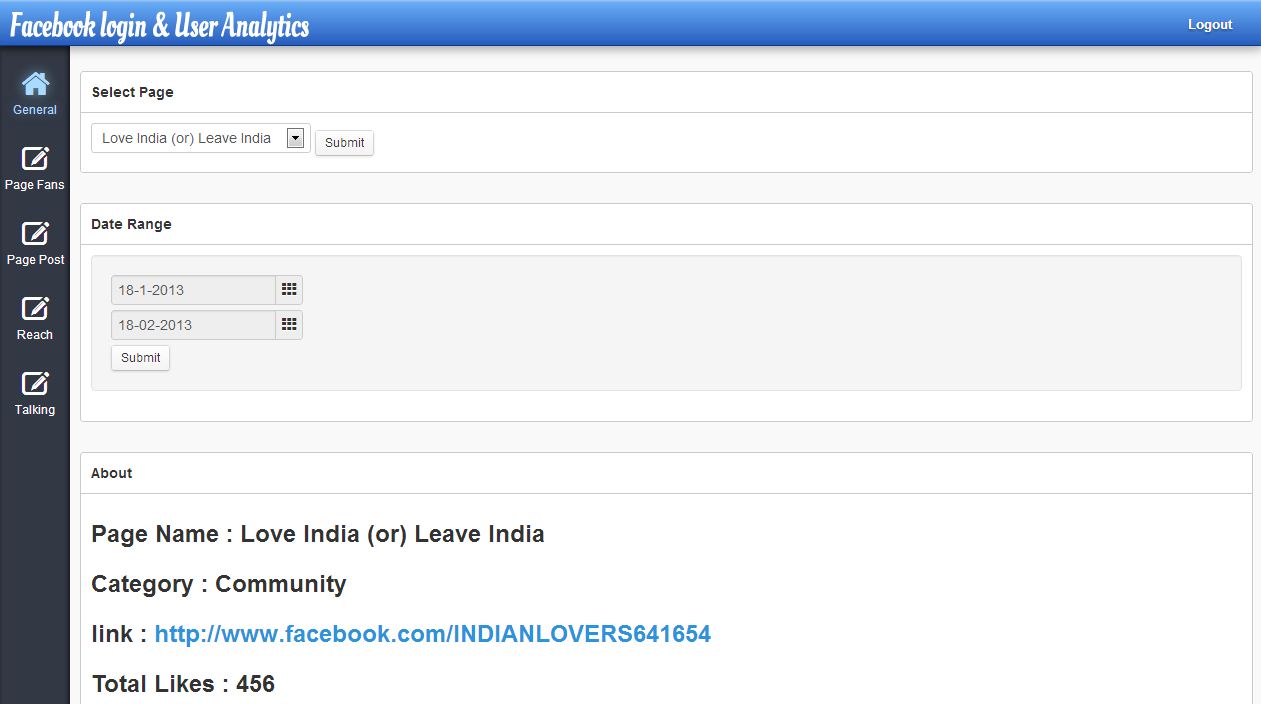 Facebook login & User Analytics
Logout
General
Page Fans
Page Post
Reach
Talking
Select Page
Love India (or) Leave India
Submit
Date Range
18-1-2013
18-02-2013
Submit
About
Page Name : Love India (or) Leave India
Category : Community
link : http://www.facebook.com/INDIANLOVERS641654
Total Likes : 456